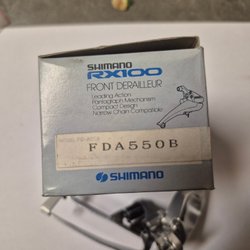 SHIMANO
RX100
FRONT DERAILLEUR
Leading Action
Pantograph Mechanism
Compact Design
Narrow Chain Compatible
FDA550B
SHIMANO